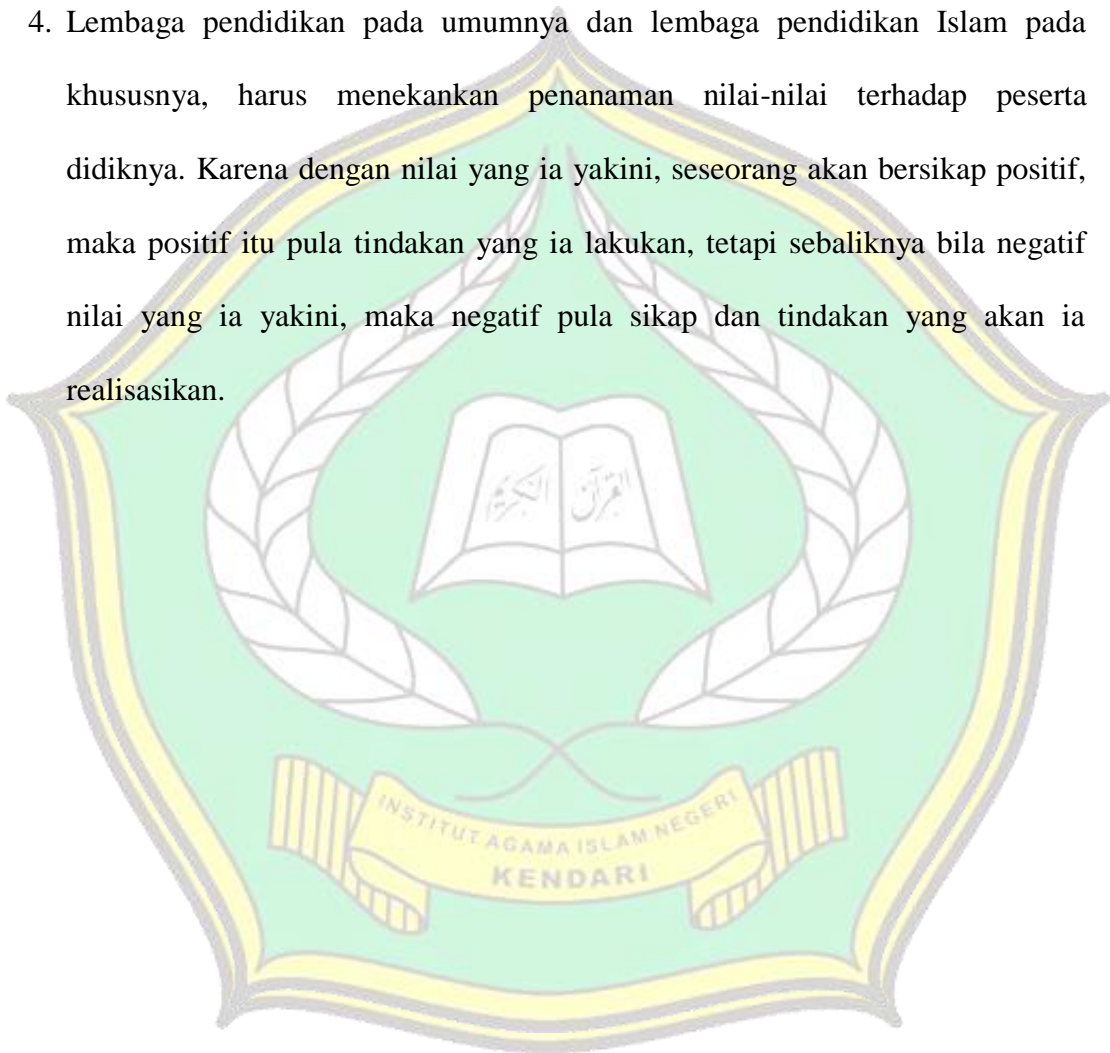 4. Lembaga pendidikan pada umumnya dan lembaga pendidikan Islam pada
khususnya, harus menekankan penanaman nilai-nilai terhadap peserta
didiknya. Karena dengan nilai yang ia yakini, seseorang akan bersikap positif,
maka positif itu pula tindakan yang ia lakukan, tetapi sebaliknya bila negatif
nilai yang ia yakini, maka negatif pula sikap dan tindakan yang akan ia
realisasikan.
القرآن الكريم
INSTITUT AGAMA ISLAM NEGERI
KENDARI